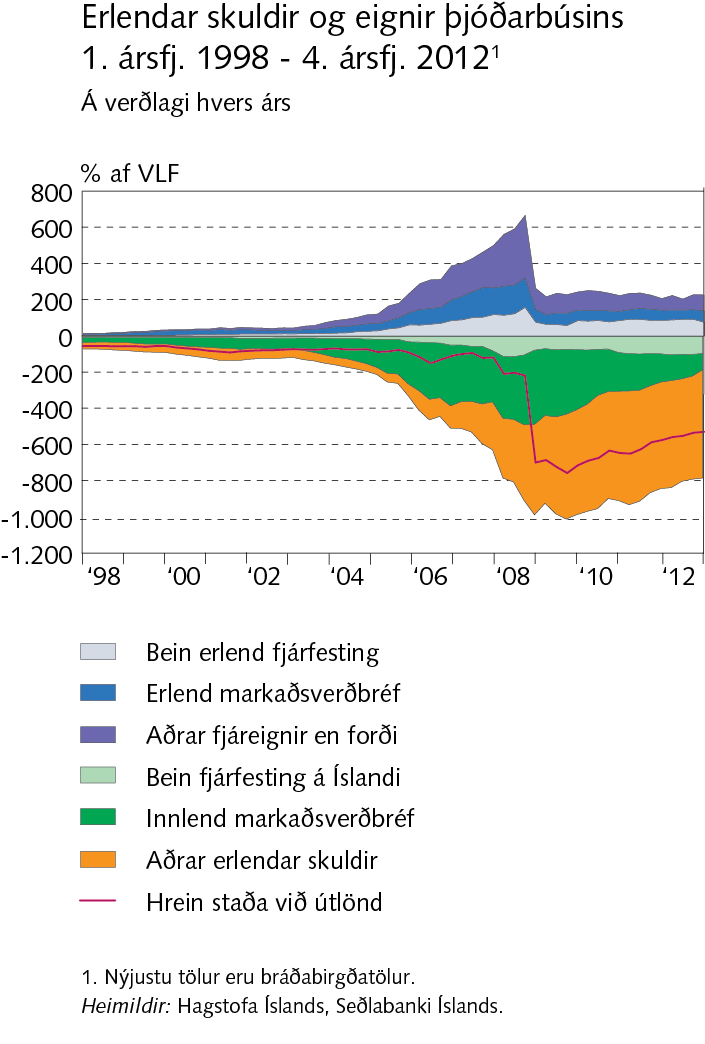 Erlendar skuldir og eignir þjóðarbúsins
1. ársfj. 1998 - 4. ársfj. 2012¹
Á verðlagi hvers árs
% af VLF
800
600
400
200
0
-200
-400
-600
-800
-1.000
-1.200
‘98 ‘00 ‘02 ‘04 ‘06 ‘08 ‘10 ‘12
Bein erlend fjárfesting
Erlend markaðsverðbréf
Aðrar fjáreignir en forði
Bein fjárfesting á Íslandi
Innlend markaðsverðbréf
Aðrar erlendar skuldir
Hrein staða við útlönd
1. Nýjustu tölur eru bráðabirgðatölur.
Heimildir: Hagstofa Íslands, Seðlabanki Íslands.